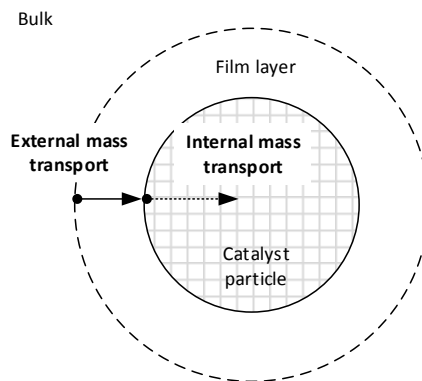 Bulk
Film layer
External mass
transport
Internal mass
transport
Catalyst
particle